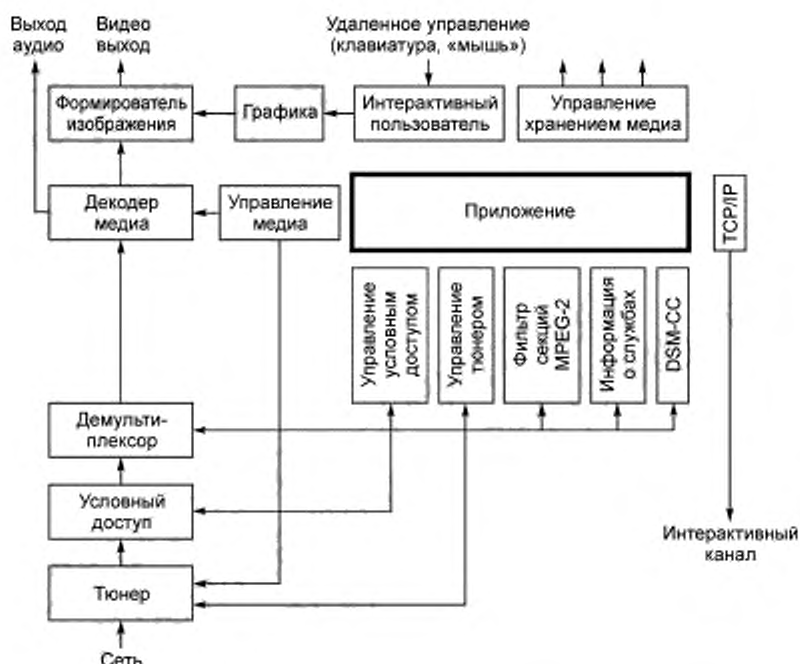 Выход
аудио
Видео
выход
Удаленное управление
(клавиатура, «мышь»)
Формирователь
изображения
Графика
Интерактивный
пользователь
Управление
хранением медиа
Декодер
медиа
Управление
медиа
Приложение
TCP/IP
Управление
условным
доступом
Управление
тюнером
Фильтр
секций
MPEG-2
Информация
о службах
DSM-CC
Демульти-
плексор
Условный
доступ
Интерактивный
канал
Тюнер
Сеть